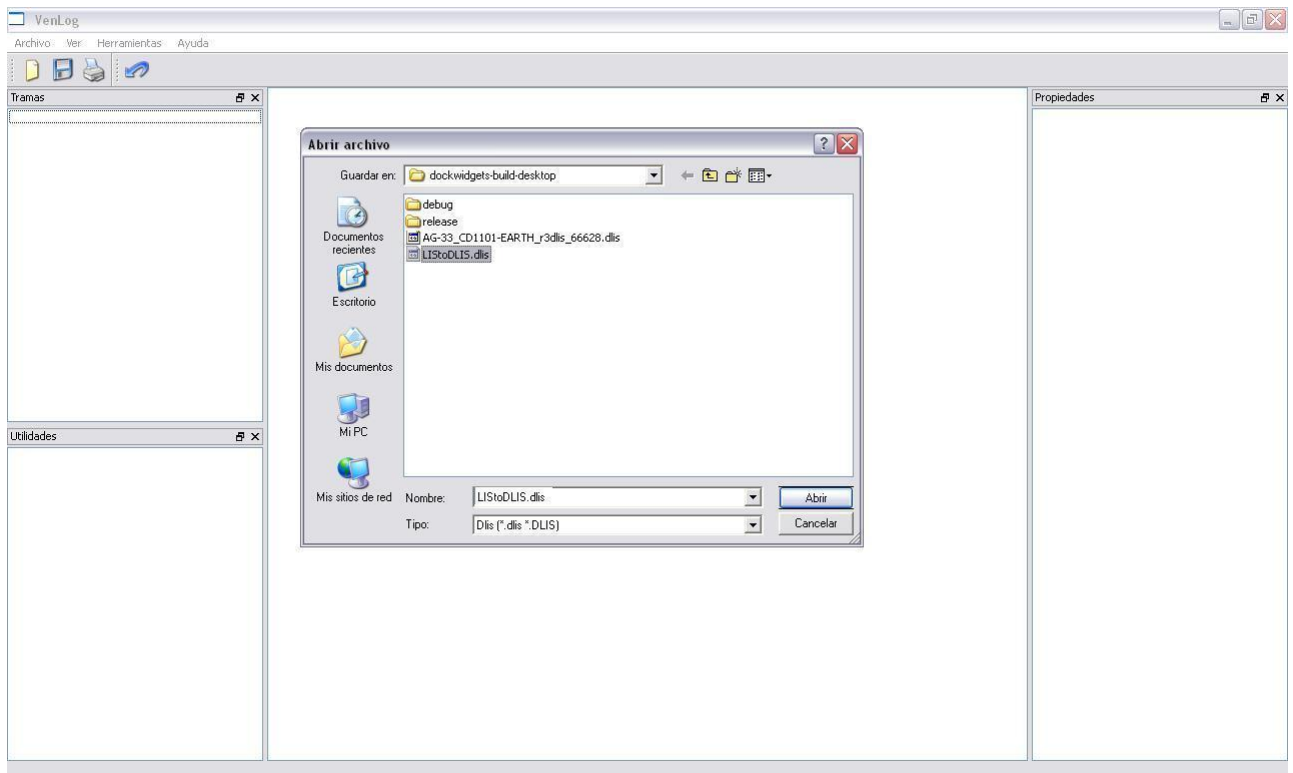 VenLog
Archivo Ver Herramientas Ayuda
Tramas
Propiedades
Abrir archivo
Guardar en: dockwidgets-build-desktop
debug
release
AG-33_CD1101-EARTH_r3dlis_66628.dlis
LIStoDLIS.dlis
Documentos
recientes
Escritorio
Mis documentos
Mi PC
Mis sitios de red
Nombre: LIStoDLIS.dlis
Abrir
Tipo: Dlis (*.dlis *.DLIS)
Cancelar
Utilidades